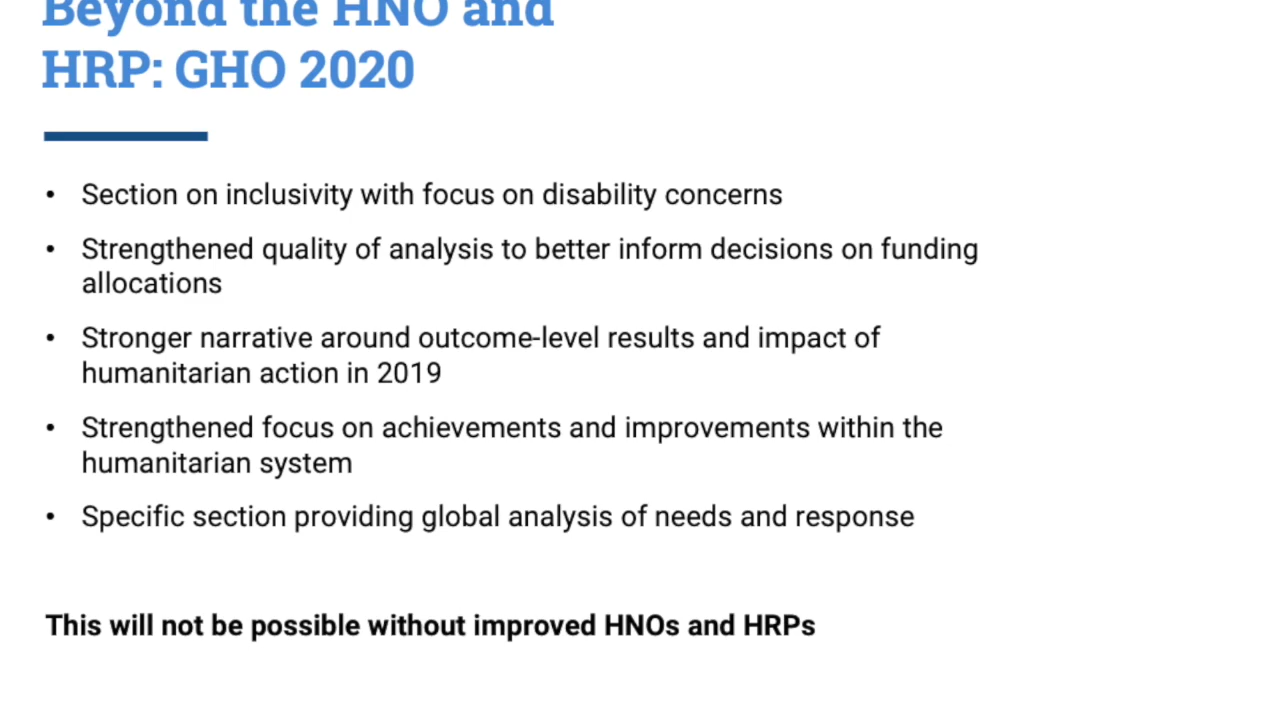 Beyond the HNO and
HRP: GHO 2020
• Section on inclusivity with focus on disability concerns
• Strengthened quality of analysis to better inform decisions on funding
allocations
• Stronger narrative around outcome-level results and impact of
humanitarian action in 2019
• Strengthened focus on achievements and improvements within the
humanitarian system
• Specific section providing global analysis of needs and response
This will not be possible without improved HNOs and HRPs